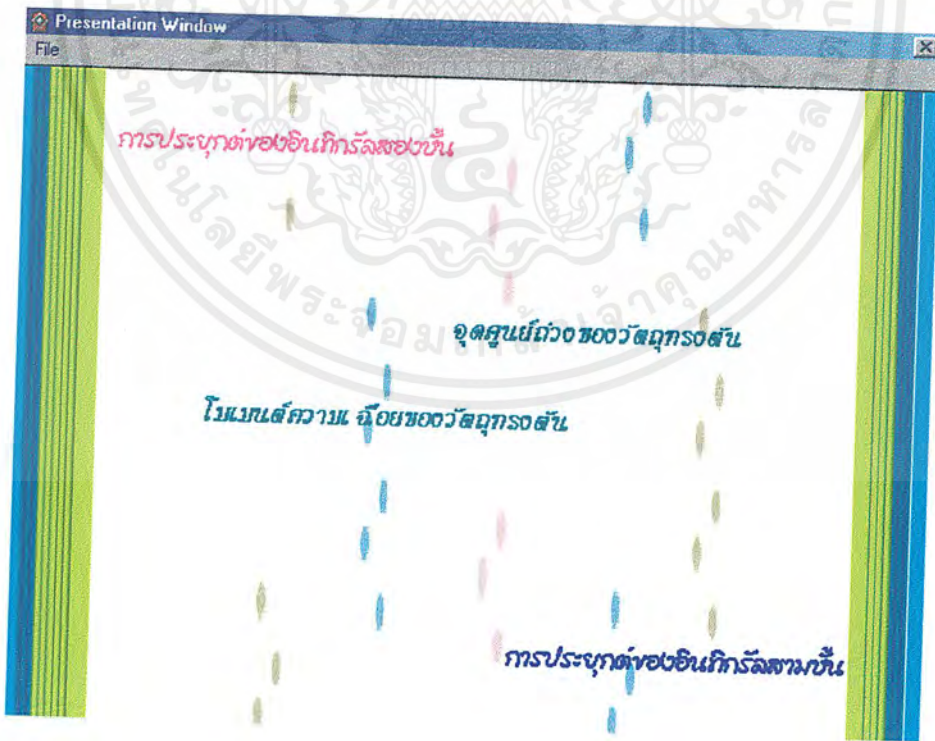 Presentation Window
File
การประยุกต์ของอินทิกรัลสองชั้น
จุดศูนย์ถ่วงของวัตถุทรงตัน
โมเมนต์ความเฉื่อยของวัตถุทรงตัน
การประยุกต์ของอินทิกรัลสามชั้น